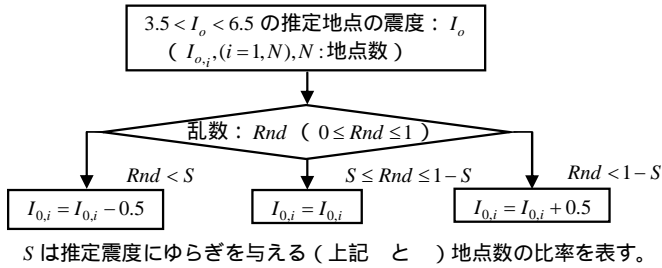 3.5 < I_o < 6.5 の推定地点の震度： I_o
( I_{o,i}, (i = 1, N), N : 地点数 )
乱数： Rnd ( 0 ≤ Rnd ≤ 1 )
Rnd < S
S ≤ Rnd ≤ 1 − S
Rnd < 1 − S
I_{0,i} = I_{0,i} − 0.5
I_{0,i} = I_{0,i}
I_{0,i} = I_{0,i} + 0.5
S は推定震度にゆらぎを与える ( 上記　と　) 地点数の比率を表す。